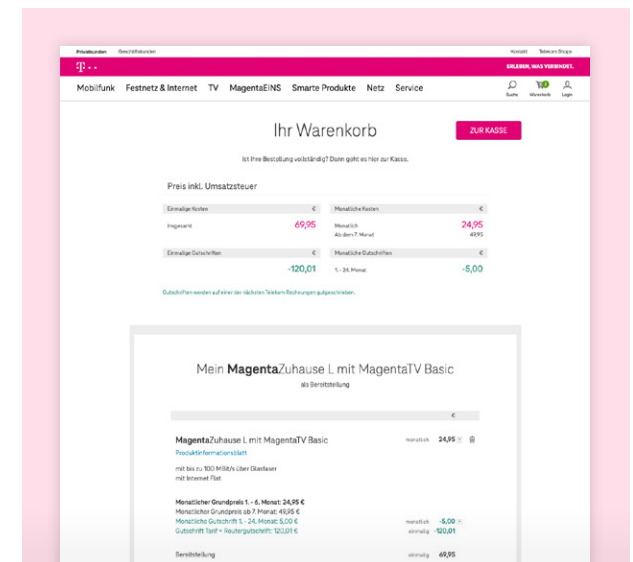 Privatkunden Geschäftskunden Kontakt Telekom Shops
T
ERLEBEN, WAS VERBINDET.
Mobilfunk Festnetz & Internet TV MagentaEINS Smarte Produkte Netz Service
Suche Warenkorb Login
Ihr Warenkorb
ZUR KASSE
Ist Ihre Bestellung vollständig? Dann geht es hier zur Kasse.
Preis inkl. Umsatzsteuer
Einmalige Kosten € Monatliche Kosten €
Insgesamt 69,95 Monatlich 24,95
Ab dem 7. Monat 49,95
Einmalige Gutschriften € Monatliche Gutschriften €
-120,01 1. - 24. Monat -5,00
Gutschriften werden auf einer der nächsten Telekom Rechnungen gutgeschrieben.
Mein MagentaZuhause L mit MagentaTV Basic
als Bereitstellung
€
MagentaZuhause L mit MagentaTV Basic monatlich 24,95
Produktinformationsblatt
mit bis zu 100 MBit/s über Glasfaser
mit Internet Flat
Monatlicher Grundpreis 1. - 6. Monat: 24,95 €
Monatlicher Grundpreis ab 7. Monat: 49,95 €
Monatliche Gutschrift 1. - 24. Monat: 5,00 € monatlich -5,00
Gutschrift Tarif + Routergutschrift: 120,01 € einmalig -120,01
Bereitstellung einmalig 69,95